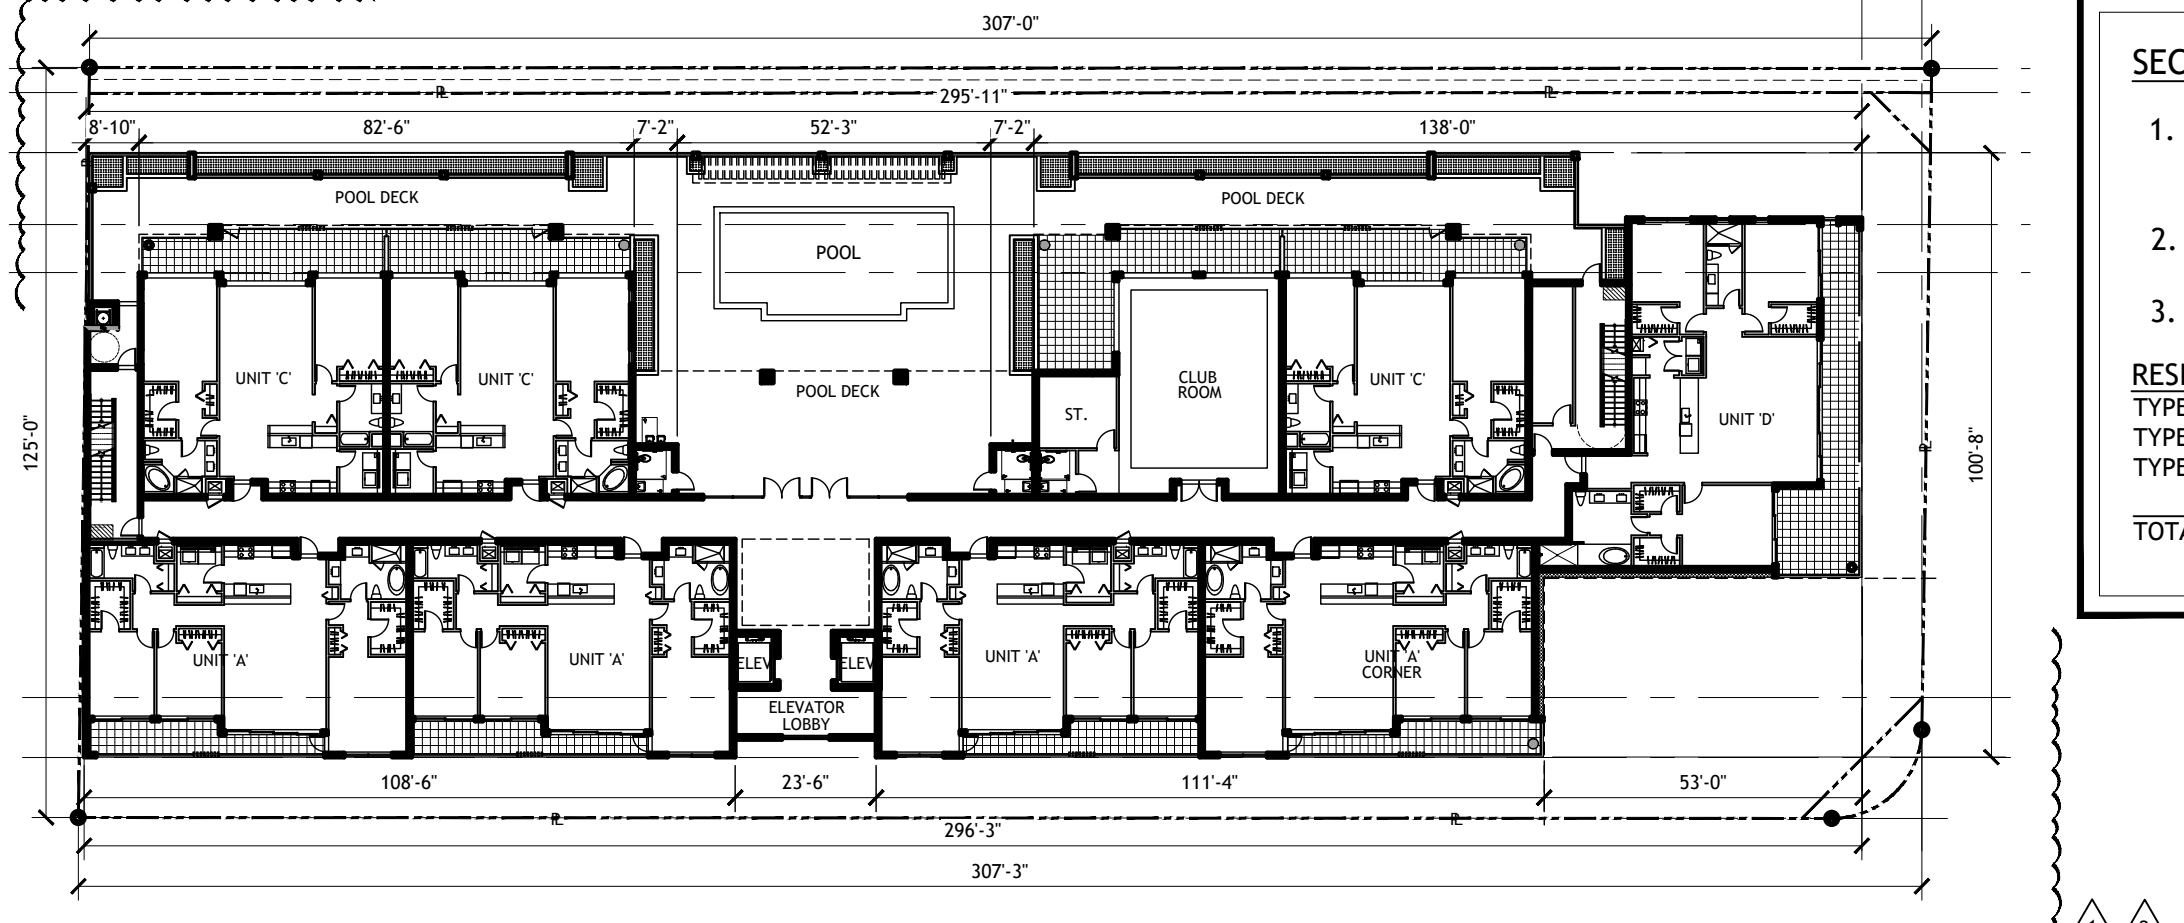 307'-0"
295'-11"
8'-10"
82'-6"
7'-2"
52'-3"
7'-2"
138'-0"
POOL DECK
POOL DECK
POOL
POOL DECK
UNIT 'C'
UNIT 'C'
ST.
CLUB
ROOM
UNIT 'C'
UNIT 'D'
125'-0"
100'-8"
UNIT 'A'
UNIT 'A'
ELEV
ELEV
ELEVATOR
LOBBY
UNIT 'A'
UNIT 'A'
CORNER
108'-6"
23'-6"
111'-4"
53'-0"
296'-3"
307'-3"
1.
2.
3.
TYPE
TYPE
TYPE